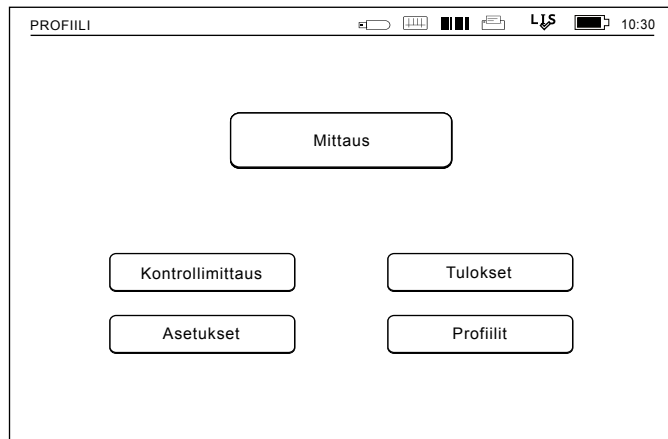 PROFIILI LIS 10:30
Mittaus
Kontrollimittaus Tulokset
Asetukset Profiilit